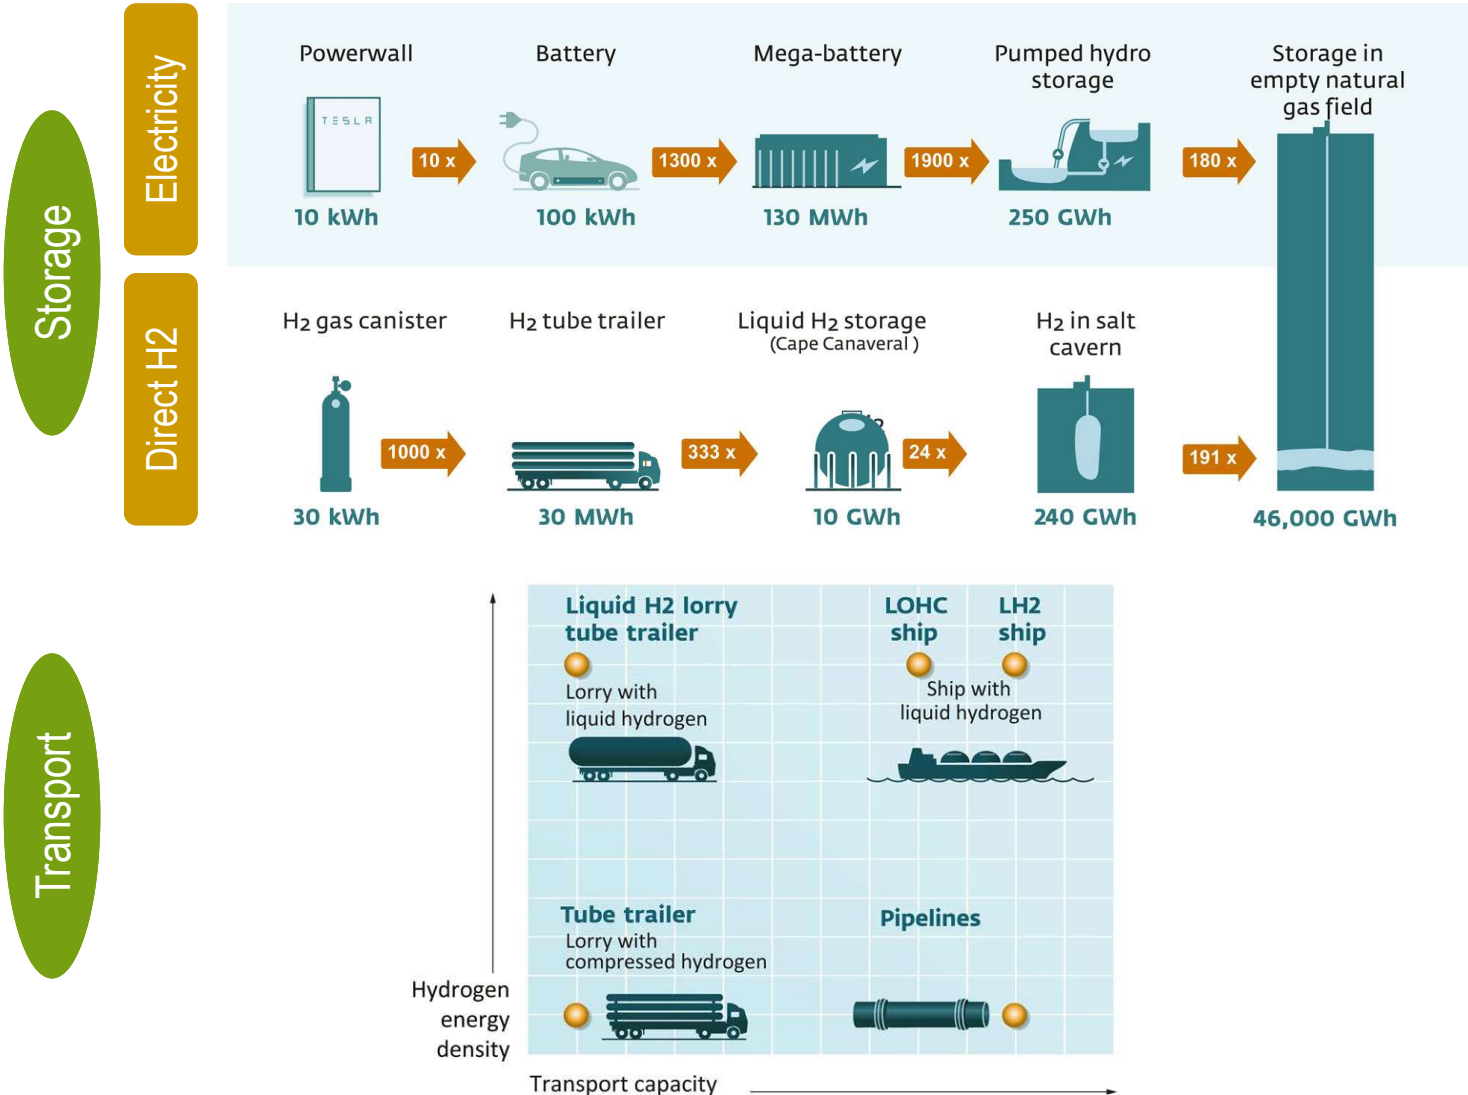 Storage
Electricity
Powerwall
Battery
Mega-battery
Pumped hydro
storage
Storage in
empty natural
gas field
TESLA
10 x
1300 x
1900 x
180 x
10 kWh
100 kWh
130 MWh
250 GWh
Direct H2
H2 gas canister
H2 tube trailer
Liquid H2 storage
(Cape Canaveral )
H2 in salt
cavern
1000 x
333 x
24 x
191 x
30 kWh
30 MWh
10 GWh
240 GWh
46,000 GWh
Transport
Liquid H2 lorry
tube trailer
Lorry with
liquid hydrogen
LOHC
ship
LH2
ship
Ship with
liquid hydrogen
Tube trailer
Lorry with
compressed hydrogen
Pipelines
Hydrogen
energy
density
Transport capacity